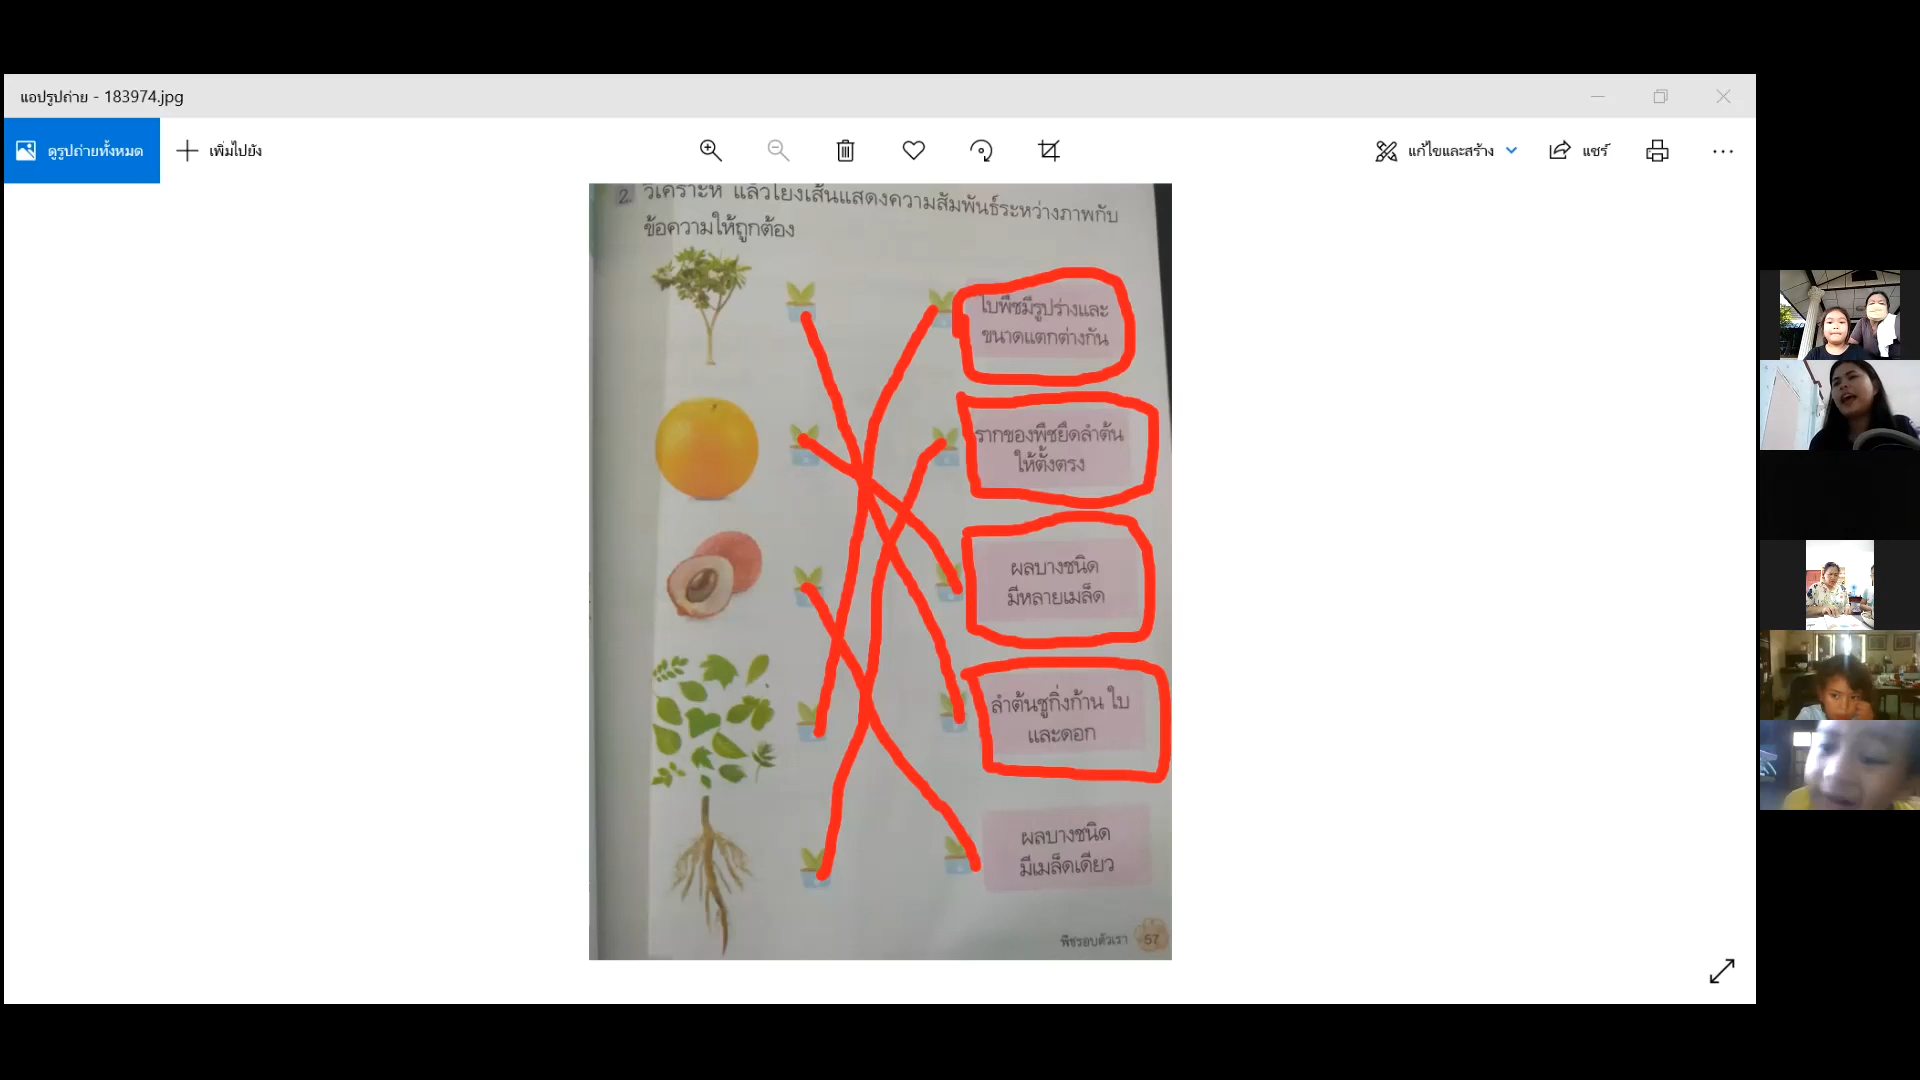 แอปรูปถ่าย - 183974.jpg
ดูรูปถ่ายทั้งหมด
เพิ่มไปยัง
แก้ไขและสร้าง
แชร์
2. วิเคราะห์ แล้วโยงเส้นแสดงความสัมพันธ์ระหว่างภาพกับ
ข้อความให้ถูกต้อง
ใบพืชมีรูปร่างและ
ขนาดแตกต่างกัน
รากของพืชยึดลำต้น
ให้ตั้งตรง
ผลบางชนิด
มีหลายเมล็ด
ลำต้นชูกิ่งก้าน ใบ
และดอก
ผลบางชนิด
มีเมล็ดเดียว
พืชรอบตัวเรา 57